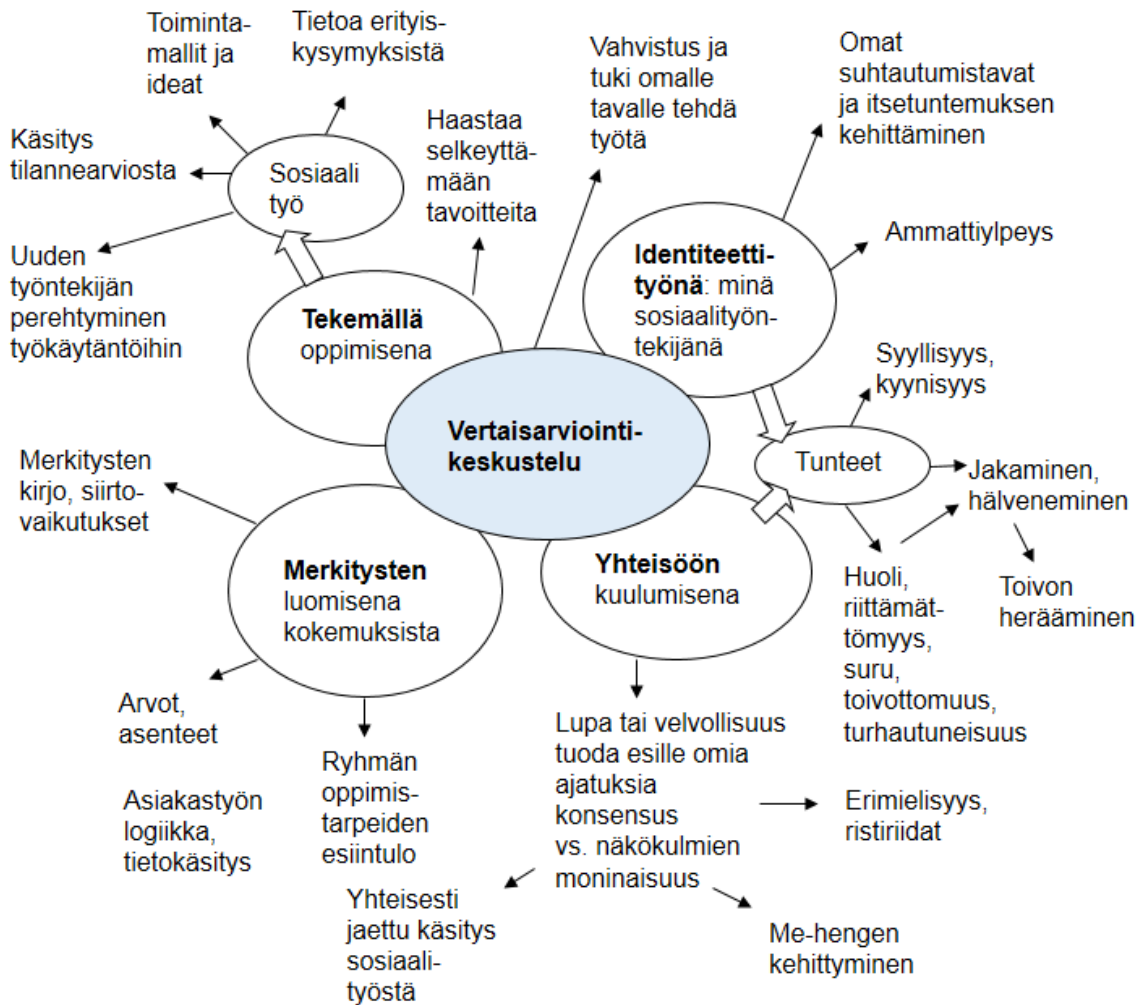 Toiminta-
mallit ja
ideat
Tietoa erityis-
kysymyksistä
Käsitys
tilannearviosta
Sosiaali
työ
Uuden
työntekijän
perehtyminen
työkäytäntöihin
Haastaa
selkeyttä-
mään
tavoitteita
Tekemällä
oppimisena
Vahvistus ja
tuki omalle
tavalle tehdä
työtä
Omat
suhtautumistavat
ja itsetuntemuksen
kehittäminen
Identiteetti-
työnä: minä
sosiaalityön-
tekijänä
Ammattiylpeys
Vertaisarviointi-
keskustelu
Syyllisyys,
kyynisyys
Tunteet
Jakaminen,
hälveneminen
Huoli,
riittämät-
tömyys,
suru,
toivottomuus,
turhautuneisuus
Toivon
herääminen
Merkitysten
kirjo, siirto-
vaikutukset
Merkitysten
luomisena
kokemuksista
Arvot,
asenteet
Asiakastyön
logiikka,
tietokäsitys
Ryhmän
oppimis-
tarpeiden
esiintulo
Yhteisöön
kuulumisena
Lupa tai velvollisuus
tuoda esille omia
ajatuksia
konsensus
vs. näkökulmien
moninaisuus
Erimielisyys,
ristiriidat
Yhteisesti
jaettu käsitys
sosiaali-
työstä
Me-hengen
kehittyminen